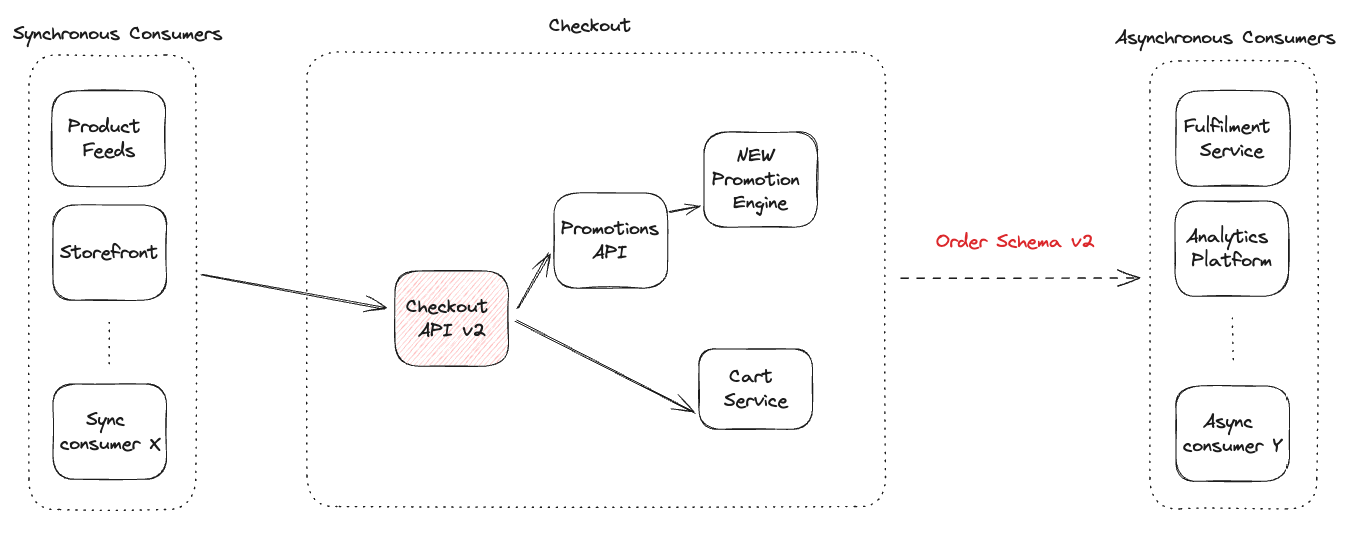 Synchronous Consumers
Product
Feeds
Storefront
Sync
consumer X
Checkout
Checkout
API v2
Promotions
API
NEW
Promotion
Engine
Cart
Service
Order Schema v2
Asynchronous Consumers
Fulfilment
Service
Analytics
Platform
Async
consumer Y